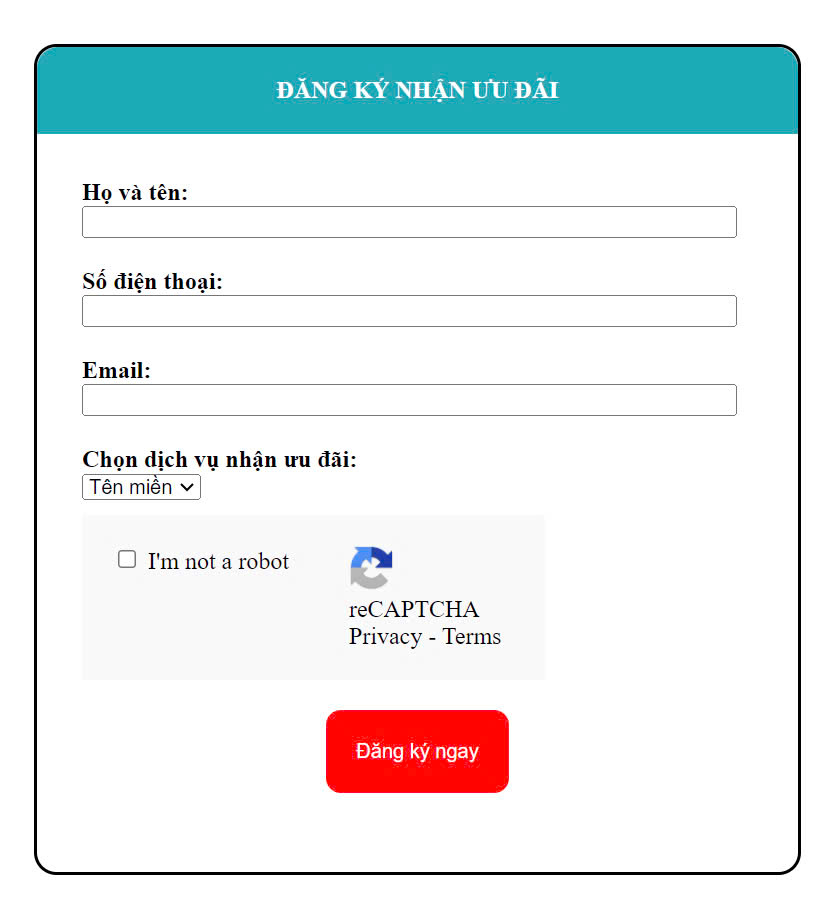 ĐĂNG KÝ NHẬN ƯU ĐÃI
Họ và tên:
Số điện thoại:
Email:
Chọn dịch vụ nhận ưu đãi:
Tên miền
I'm not a robot
reCAPTCHA
Privacy - Terms
Đăng ký ngay